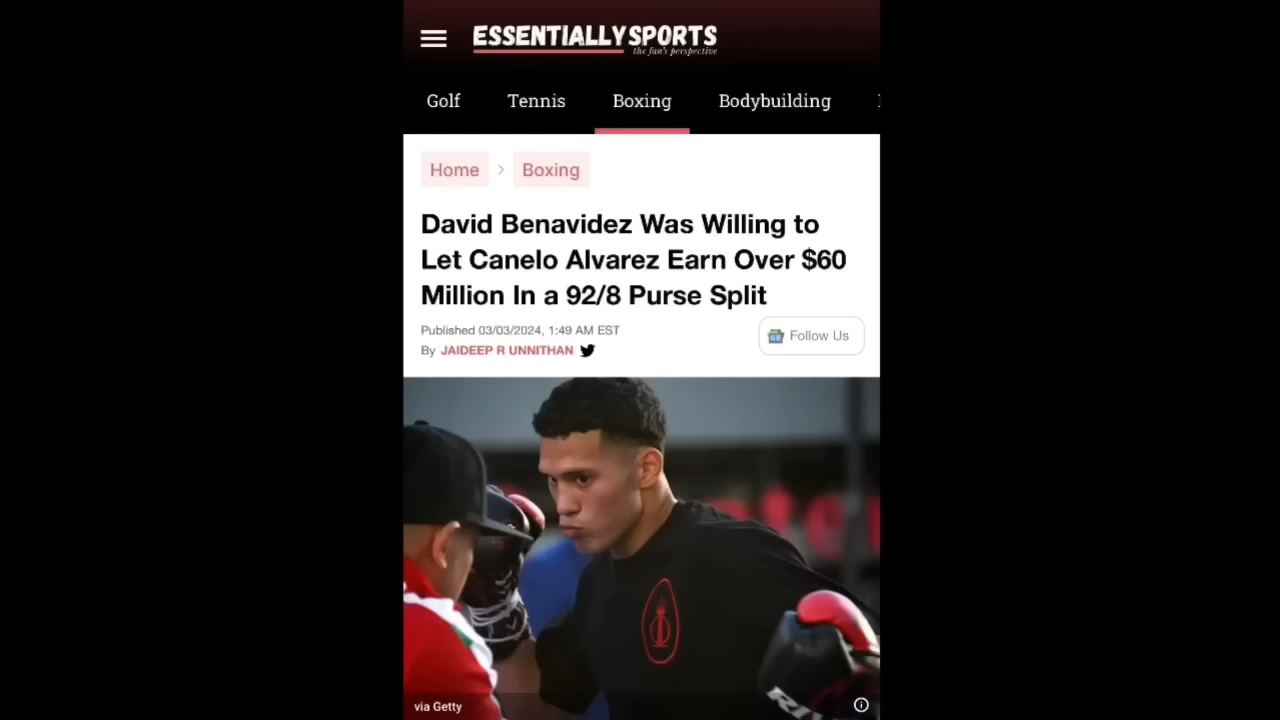 ESSENTIALLYSPORTS
the fan's perspective
Golf Tennis Boxing Bodybuilding
Home > Boxing
David Benavidez Was Willing to
Let Canelo Alvarez Earn Over $60
Million In a 92/8 Purse Split
Published 03/03/2024, 1:49 AM EST
By JAIDEEP R UNNITHAN
Follow Us
via Getty